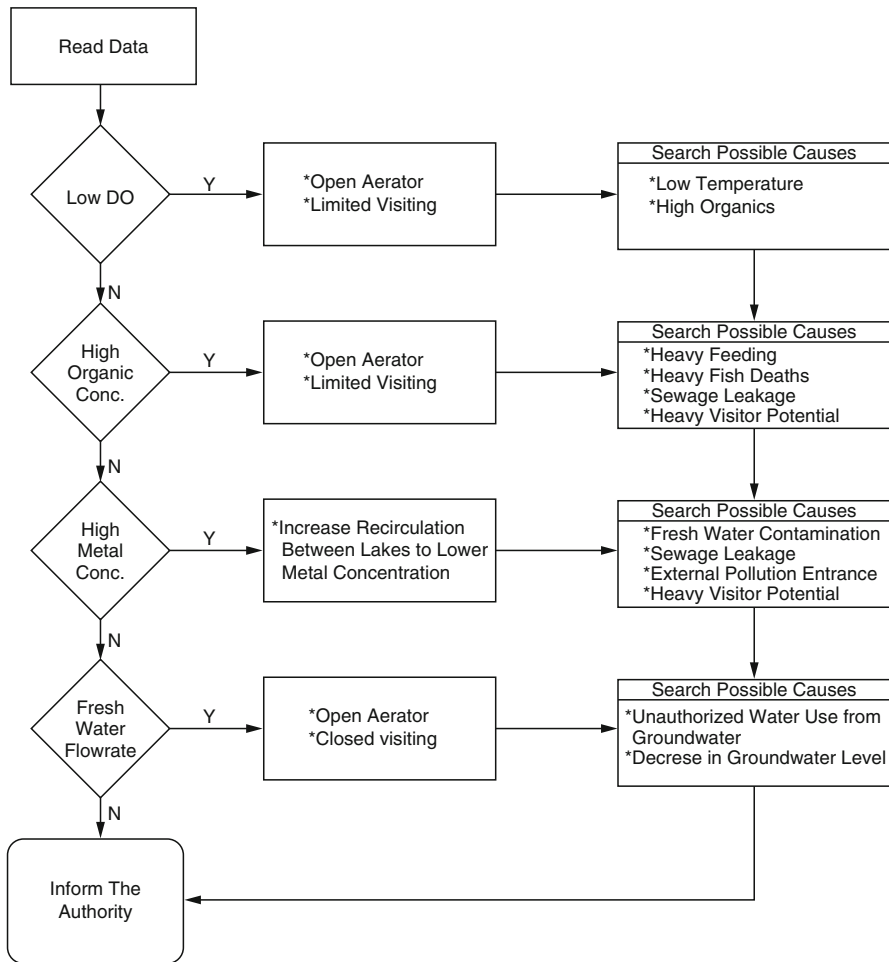 Read Data
Low DO
Y
*Open Aerator
*Limited Visiting
Search Possible Causes
*Low Temperature
*High Organics
N
High
Organic
Conc.
Y
*Open Aerator
*Limited Visiting
Search Possible Causes
*Heavy Feeding
*Heavy Fish Deaths
*Sewage Leakage
*Heavy Visitor Potential
N
High
Metal
Conc.
Y
*Increase Recirculation
Between Lakes to Lower
Metal Concentration
Search Possible Causes
*Fresh Water Contamination
*Sewage Leakage
*External Pollution Entrance
*Heavy Visitor Potential
N
Fresh
Water
Flowrate
Y
*Open Aerator
*Closed visiting
Search Possible Causes
*Unauthorized Water Use from
Groundwater
*Decrese in Groundwater Level
N
Inform The
Authority